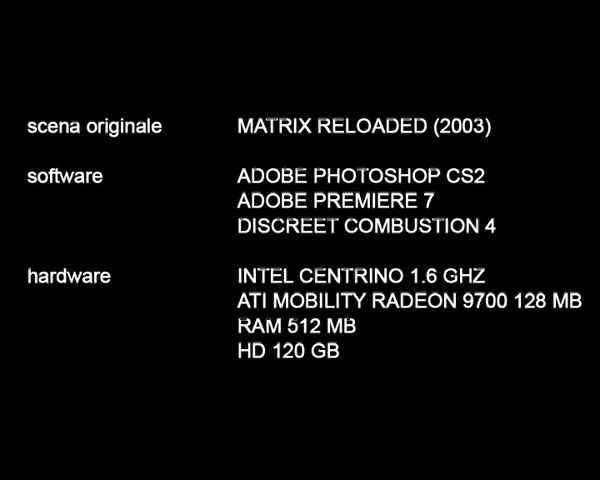 scena originale MATRIX RELOADED (2003)
software ADOBE PHOTOSHOP CS2
ADOBE PREMIERE 7
DISCREET COMBUSTION 4
hardware INTEL CENTRINO 1.6 GHZ
ATI MOBILITY RADEON 9700 128 MB
RAM 512 MB
HD 120 GB